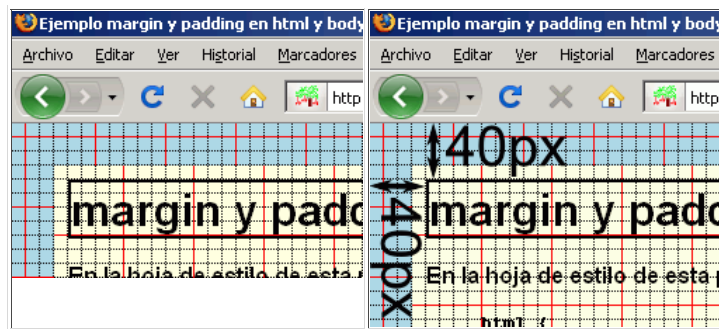 Ejemplo margin y padding en html y body
Archivo Editar Ver Historial Marcadores
http
margin y padd
En la hoja de estilo de esta p
Ejemplo margin y padding en html y body
Archivo Editar Ver Historial Marcadores
http
40px
40px
margin y pad
En la hoja de estilo de esta p
html {